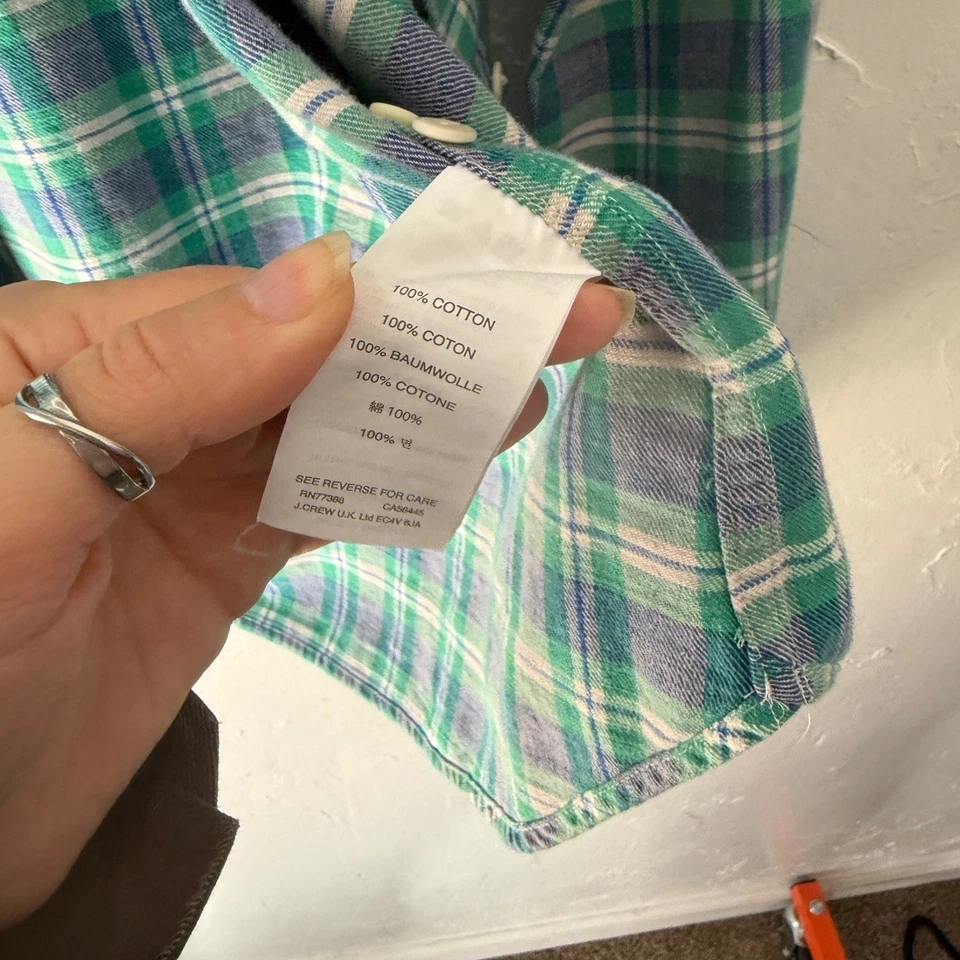 100% COTTON
100% COTON
100% BAUMWOLLE
100% COTONE
綿 100%
100% 면
SEE REVERSE FOR CARE
RN77388 CA56445
J.CREW U.K. Ltd EC4V 6JA